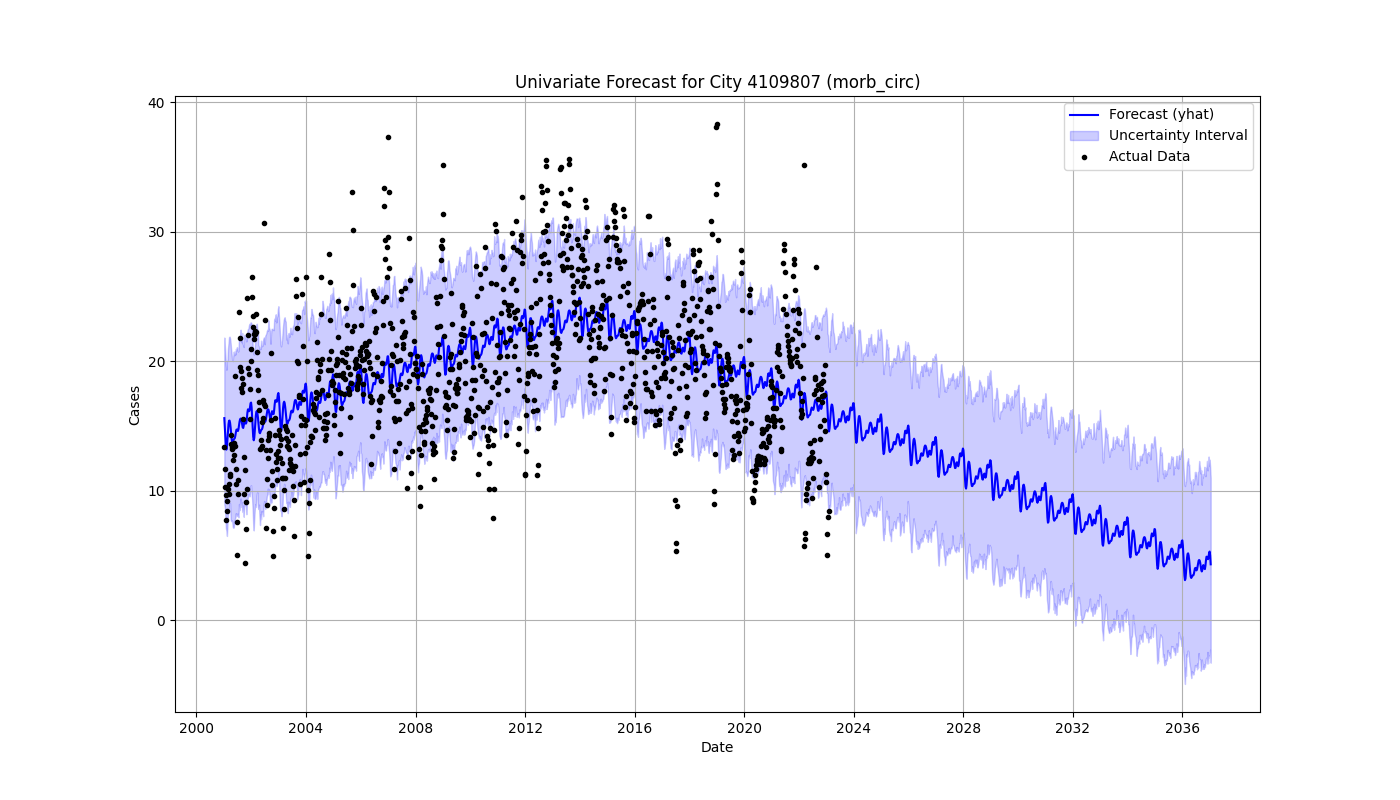 Univariate Forecast for City 4109807 (morb_circ)
Forecast (yhat)
Uncertainty Interval
Actual Data
40
30
20
10
0
Cases
2000 2004 2008 2012 2016 2020 2024 2028 2032 2036
Date